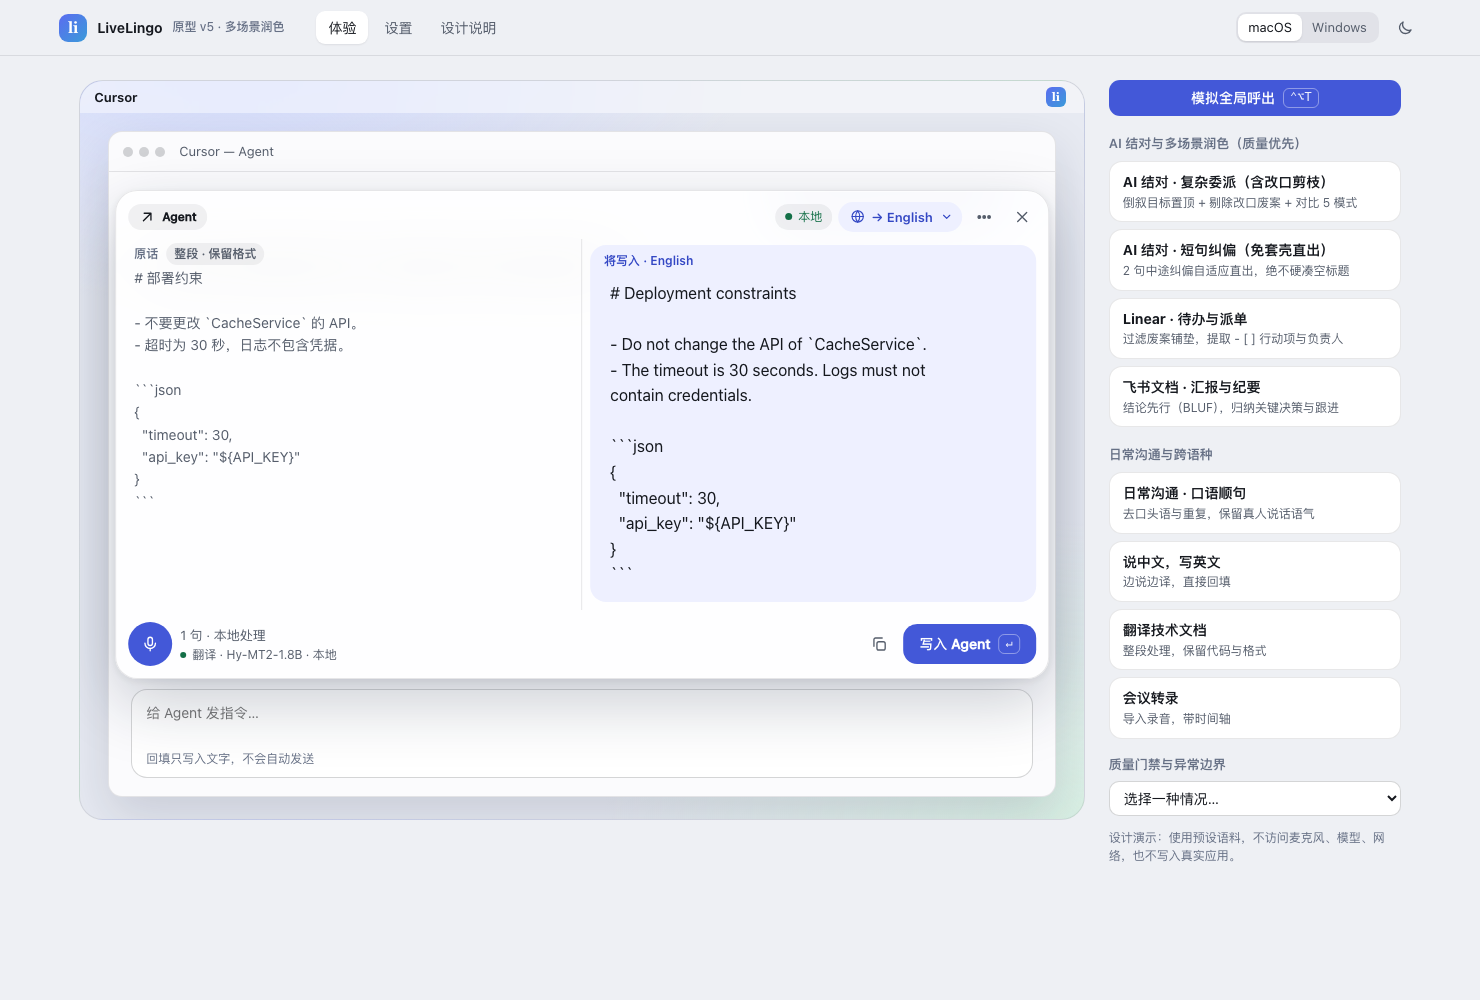 li LiveLingo 原型 v5 · 多场景润色 体验 设置 设计说明 macOS Windows
Cursor li
Cursor — Agent
Agent 本地 → English
原话 整段 · 保留格式
# 部署约束

- 不要更改 `CacheService` 的 API。
- 超时为 30 秒，日志不包含凭据。

```json
{
  "timeout": 30,
  "api_key": "${API_KEY}"
}
```
将写入 · English
# Deployment constraints

- Do not change the API of `CacheService`.
- The timeout is 30 seconds. Logs must not
contain credentials.

```json
{
  "timeout": 30,
  "api_key": "${API_KEY}"
}
```
1 句 · 本地处理
翻译 · Hy-MT2-1.8B · 本地
写入 Agent ↵
给 Agent 发指令...
回填只写入文字，不会自动发送
模拟全局呼出 ⌃⌥T
AI 结对与多场景润色（质量优先）
AI 结对 · 复杂委派（含改口剪枝）
倒叙目标置顶 + 剔除改口废案 + 对比 5 模式
AI 结对 · 短句纠偏（免套壳直出）
2 句中途纠偏自适应直出，绝不硬凑空标题
Linear · 待办与派单
过滤废案铺垫，提取 - [ ] 行动项与负责人
飞书文档 · 汇报与纪要
结论先行（BLUF），归纳关键决策与跟进
日常沟通与跨语种
日常沟通 · 口语顺句
去口头语与重复，保留真人说话语气
说中文，写英文
边说边译，直接回填
翻译技术文档
整段处理，保留代码与格式
会议转录
导入录音，带时间轴
质量门禁与异常边界
选择一种情况...
设计演示：使用预设语料，不访问麦克风、模型、网
络，也不写入真实应用。